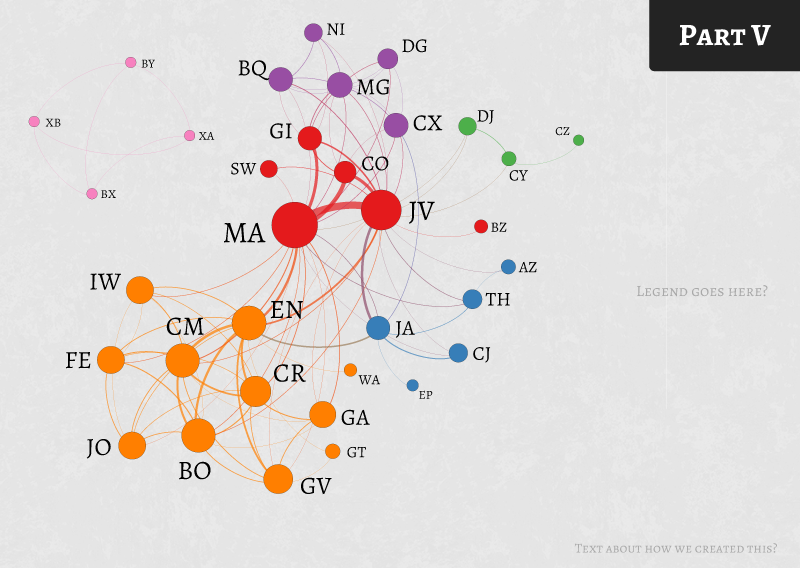 Part V
NI
DG
BY
BQ
MG
XB
XA
GI
CX
DJ
CZ
SW
CO
CY
BX
MA
JV
BZ
AZ
IW
EN
TH
Legend goes here?
CM
JA
FE
CR
WA
CJ
EP
GA
JO
BO
GT
GV
Text about how we created this?